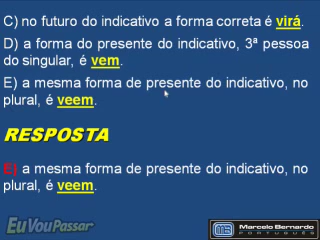 C) no futuro do indicativo a forma correta é virá.
D) a forma do presente do indicativo, 3ª pessoa
do singular, é vem.
E) a mesma forma de presente do indicativo, no
plural, é veem.
RESPOSTA
E) a mesma forma de presente do indicativo, no
plural, é veem.
EuVouPassar
Marcelo Bernardo
PORTUGUÊS